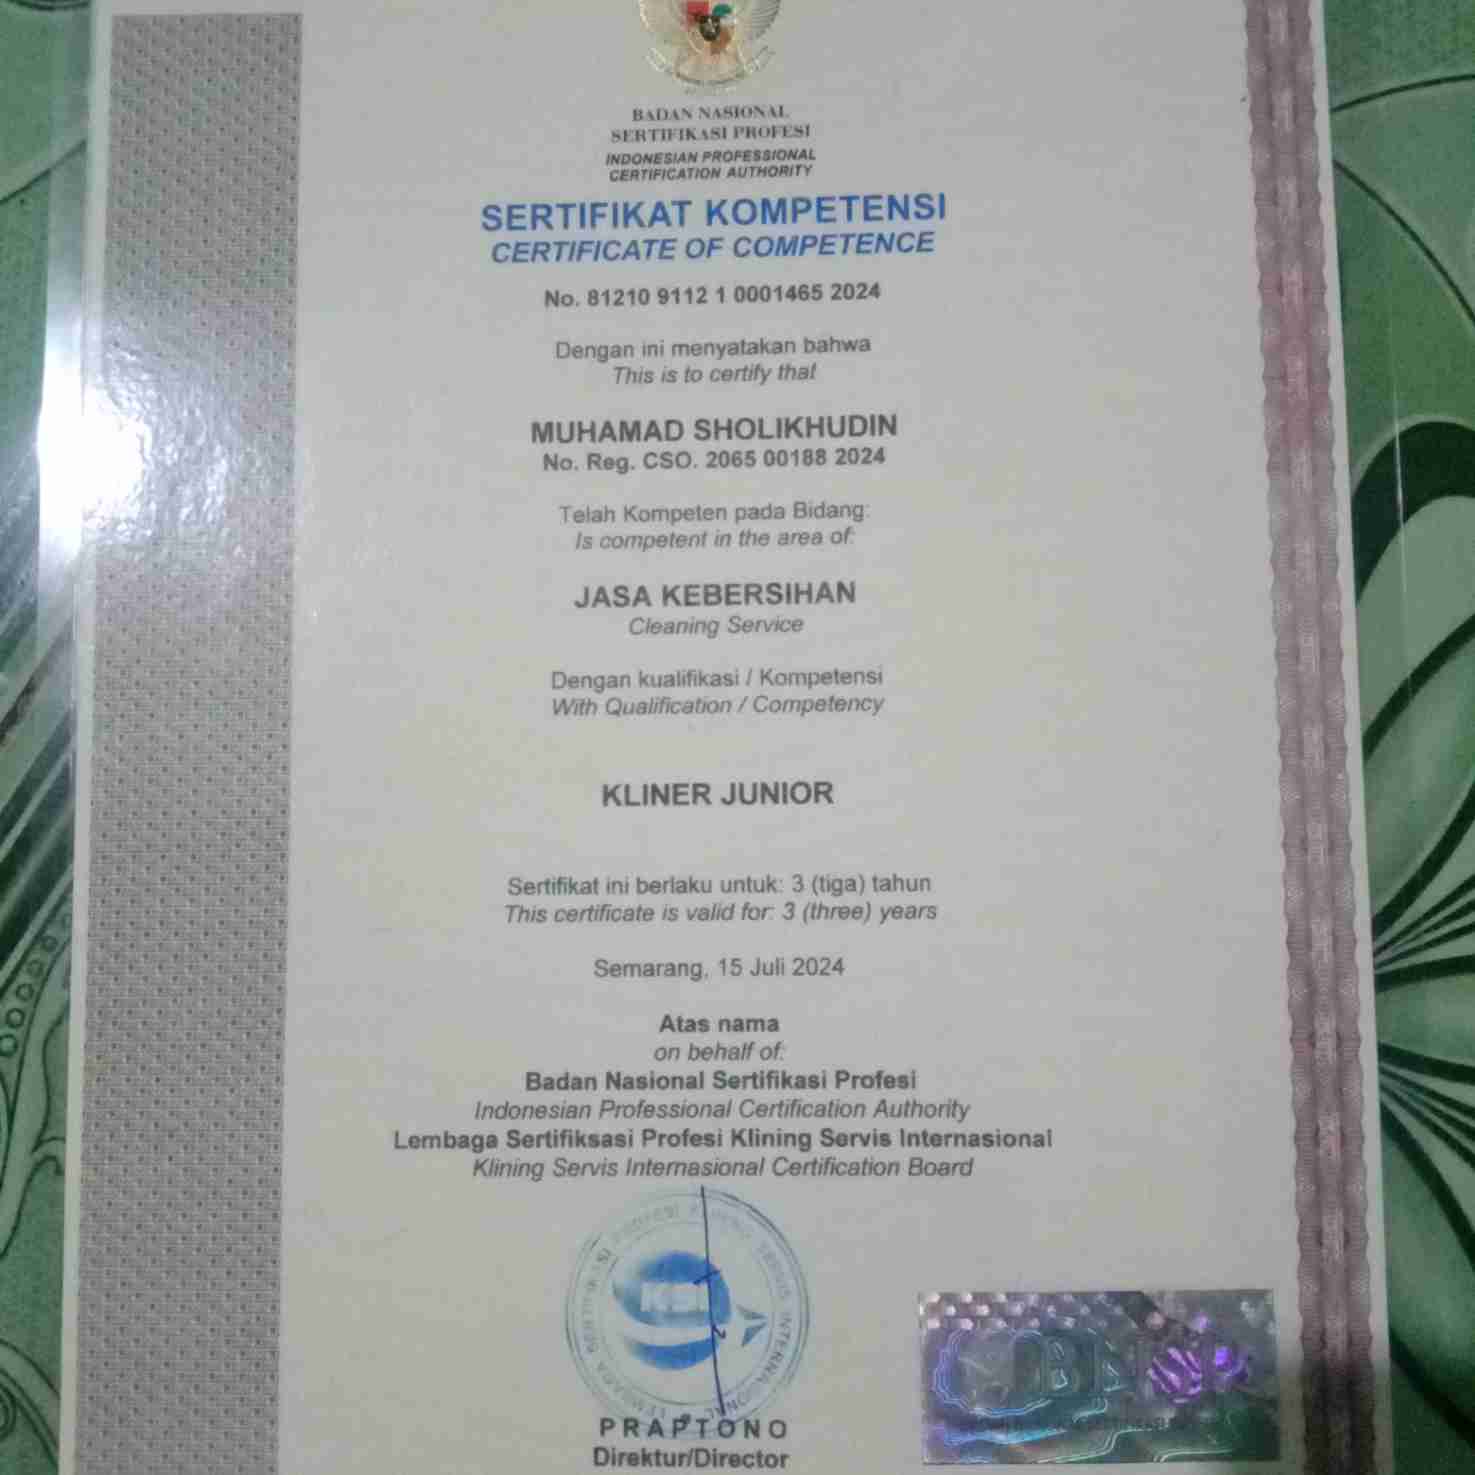 BADAN NASIONAL
SERTIFIKASI PROFESI
INDONESIAN PROFESSIONAL
CERTIFICATION AUTHORITY
SERTIFIKAT KOMPETENSI
CERTIFICATE OF COMPETENCE
No. 81210 9112 1 0001465 2024
Dengan ini menyatakan bahwa
This is to certify that
MUHAMAD SHOLIKHUDIN
No. Reg. CSO. 2065 00188 2024
Telah Kompeten pada Bidang:
Is competent in the area of:
JASA KEBERSIHAN
Cleaning Service
Dengan kualifikasi / Kompetensi
With Qualification / Competency
KLINER JUNIOR
Sertifikat ini berlaku untuk: 3 (tiga) tahun
This certificate is valid for: 3 (three) years
Semarang, 15 Juli 2024
Atas nama
on behalf of:
Badan Nasional Sertifikasi Profesi
Indonesian Professional Certification Authority
Lembaga Sertifiksasi Profesi Klining Servis Internasional
Klining Servis Internasional Certification Board
KSI
PRAPTONO
Direktur/Director